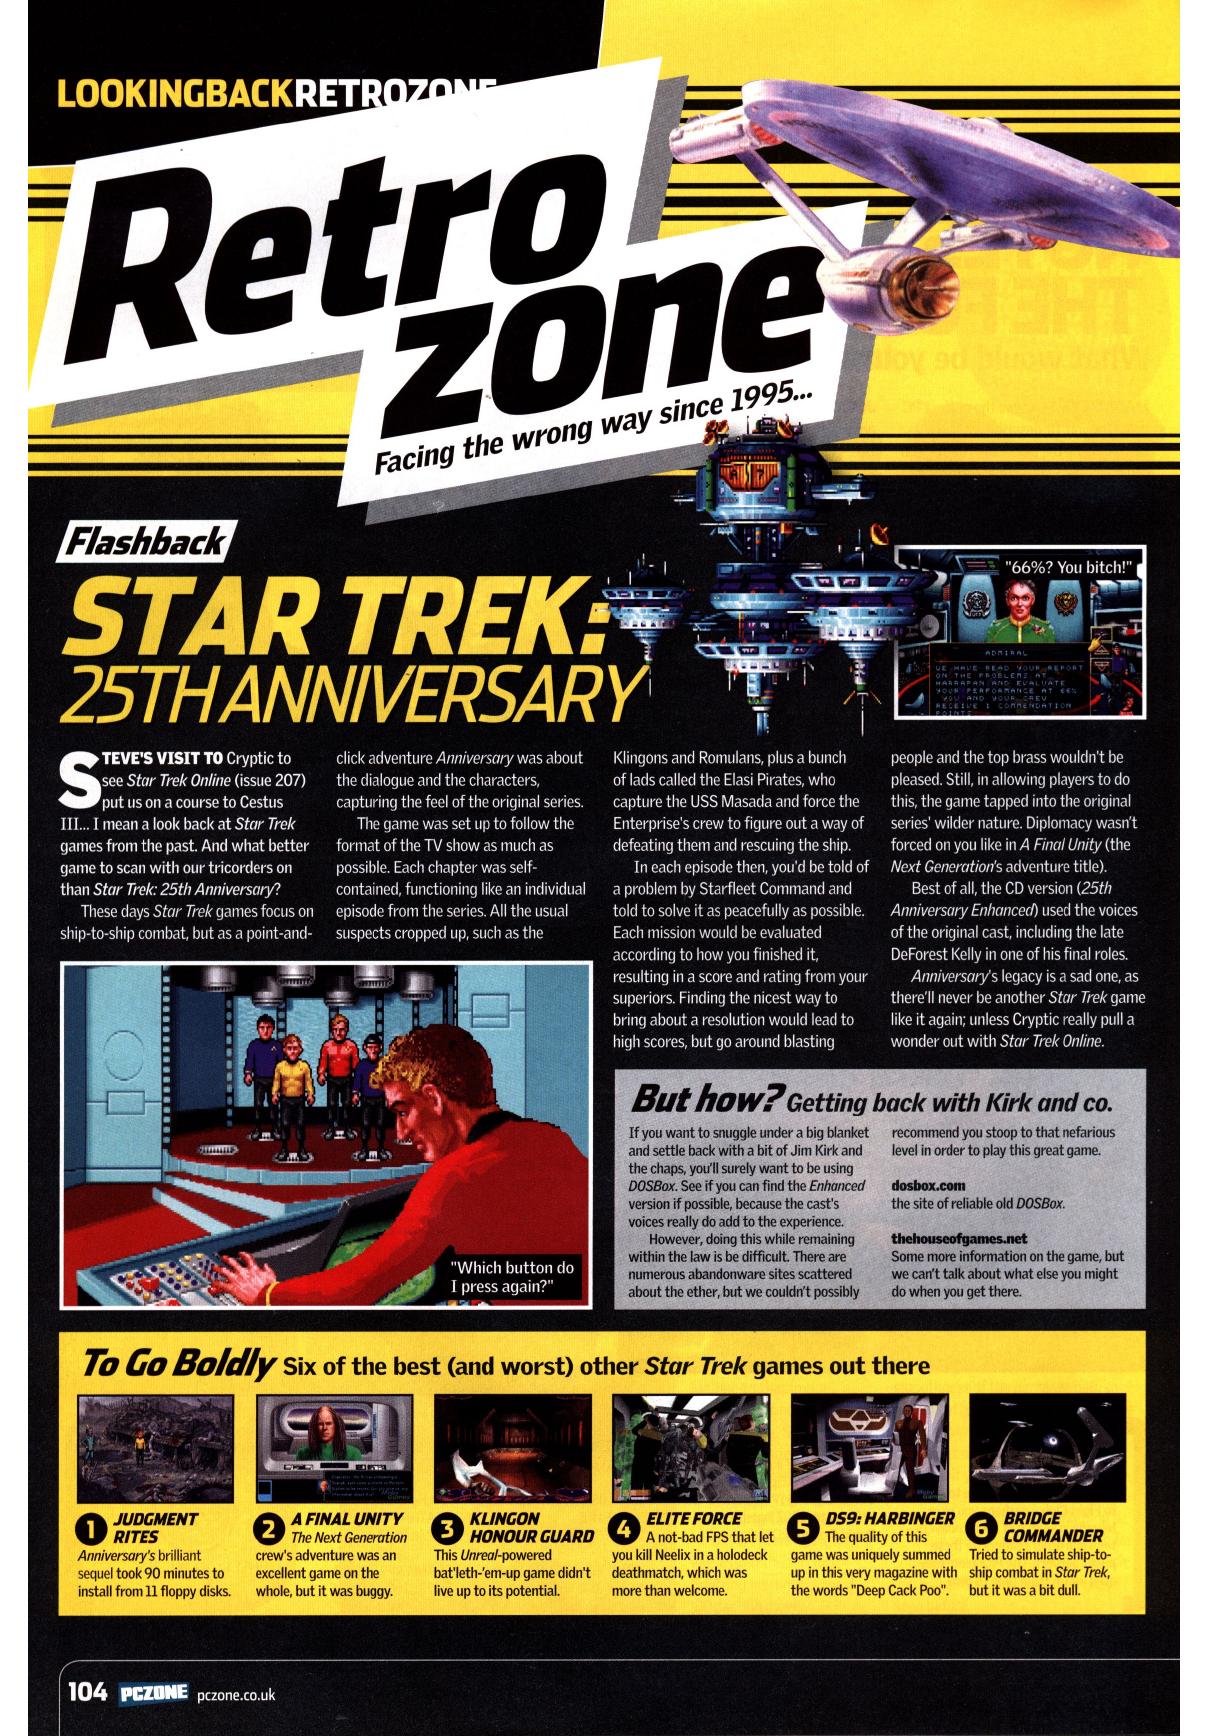 LOOKINGBACKRETROZONE
Retro
zone
Facing the wrong way since 1995...
Flashback
STAR TREK:
25TH ANNIVERSARY
"66%? You bitch!"
ADMIRAL
WE HAVE READ YOUR REPORT
ON THE PROBLEMS AT
HARRAPAN AND EVALUATE
YOUR PERFORMANCE AT 66%
YOU AND YOUR CREW
RECEIVE 1 COMMENDATION
POINTS
STEVE'S VISIT TO Cryptic to
see Star Trek Online (issue 207)
put us on a course to Cestus
III... I mean a look back at Star Trek
games from the past. And what better
game to scan with our tricorders on
than Star Trek: 25th Anniversary?
These days Star Trek games focus on
ship-to-ship combat, but as a point-and-
click adventure Anniversary was about
the dialogue and the characters,
capturing the feel of the original series.
The game was set up to follow the
format of the TV show as much as
possible. Each chapter was self-
contained, functioning like an individual
episode from the series. All the usual
suspects cropped up, such as the
Klingons and Romulans, plus a bunch
of lads called the Elasi Pirates, who
capture the USS Masada and force the
Enterprise's crew to figure out a way of
defeating them and rescuing the ship.
In each episode then, you'd be told of
a problem by Starfleet Command and
told to solve it as peacefully as possible.
Each mission would be evaluated
according to how you finished it,
resulting in a score and rating from your
superiors. Finding the nicest way to
bring about a resolution would lead to
high scores, but go around blasting
people and the top brass wouldn't be
pleased. Still, in allowing players to do
this, the game tapped into the original
series' wilder nature. Diplomacy wasn't
forced on you like in A Final Unity (the
Next Generation's adventure title).
Best of all, the CD version (25th
Anniversary Enhanced) used the voices
of the original cast, including the late
DeForest Kelly in one of his final roles.
Anniversary's legacy is a sad one, as
there'll never be another Star Trek game
like it again; unless Cryptic really pull a
wonder out with Star Trek Online.
"Which button do
I press again?"
But how? Getting back with Kirk and co.
If you want to snuggle under a big blanket
and settle back with a bit of Jim Kirk and
the chaps, you'll surely want to be using
DOSBox. See if you can find the Enhanced
version if possible, because the cast's
voices really do add to the experience.
However, doing this while remaining
within the law is be difficult. There are
numerous abandonware sites scattered
about the ether, but we couldn't possibly
recommend you stoop to that nefarious
level in order to play this great game.
dosbox.com
the site of reliable old DOSBox.
thehouseofgames.net
Some more information on the game, but
we can't talk about what else you might
do when you get there.
To Go Boldly Six of the best (and worst) other Star Trek games out there
1 JUDGMENT
RITES
Anniversary's brilliant
sequel took 90 minutes to
install from 11 floppy disks.
2 A FINAL UNITY
The Next Generation
crew's adventure was an
excellent game on the
whole, but it was buggy.
3 KLINGON
HONOUR GUARD
This Unreal-powered
bat'leth-'em-up game didn't
live up to its potential.
4 ELITE FORCE
A not-bad FPS that let
you kill Neelix in a holodeck
deathmatch, which was
more than welcome.
5 DS9: HARBINGER
The quality of this
game was uniquely summed
up in this very magazine with
the words "Deep Cack Poo".
6 BRIDGE
COMMANDER
Tried to simulate ship-to-
ship combat in Star Trek,
but it was a bit dull.
104 PCZONE pczone.co.uk